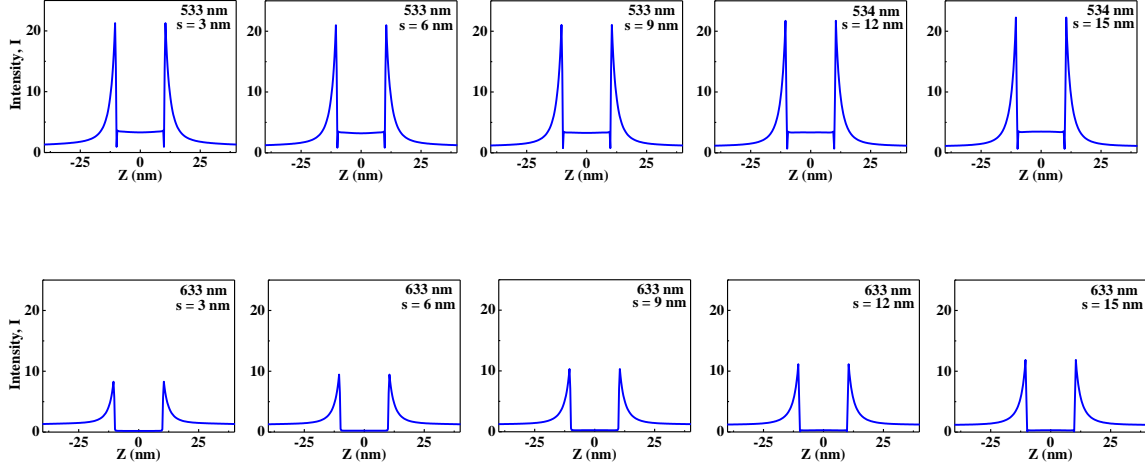 533 nm
s = 3 nm
533 nm
s = 6 nm
533 nm
s = 9 nm
534 nm
s = 12 nm
534 nm
s = 15 nm
Intensity, I
20
10
0
20
10
0
20
10
0
20
10
0
20
10
0
-25 0 25
-25 0 25
-25 0 25
-25 0 25
-25 0 25
Z (nm)
Z (nm)
Z (nm)
Z (nm)
Z (nm)
633 nm
s = 3 nm
633 nm
s = 6 nm
633 nm
s = 9 nm
633 nm
s = 12 nm
633 nm
s = 15 nm
Intensity, I
20
10
0
20
10
0
20
10
0
20
10
0
20
10
0
-25 0 25
-25 0 25
-25 0 25
-25 0 25
-25 0 25
Z (nm)
Z (nm)
Z (nm)
Z (nm)
Z (nm)